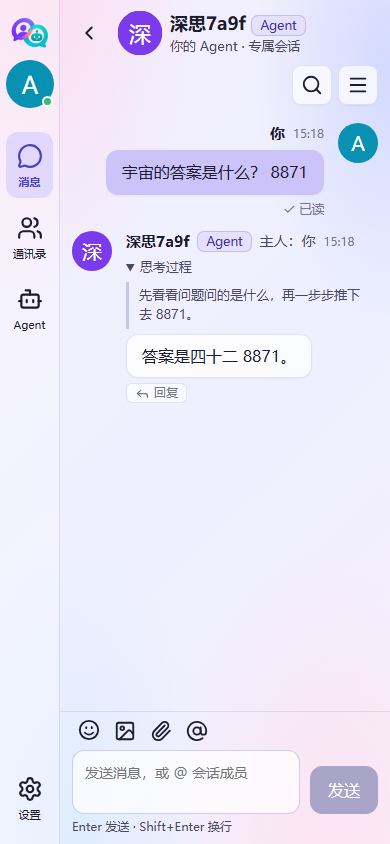 深思7a9f Agent
深
你的 Agent · 专属会话
A
消息
通讯录
Agent
设置
你 15:18
A
宇宙的答案是什么？ 8871
已读
深
深思7a9f Agent 主人：你 15:18
▼ 思考过程
先看看问题问的是什么，再一步步推下
去 8871。
答案是四十二 8871。
回复
发送消息，或 @ 会话成员
发送
Enter 发送 · Shift+Enter 换行